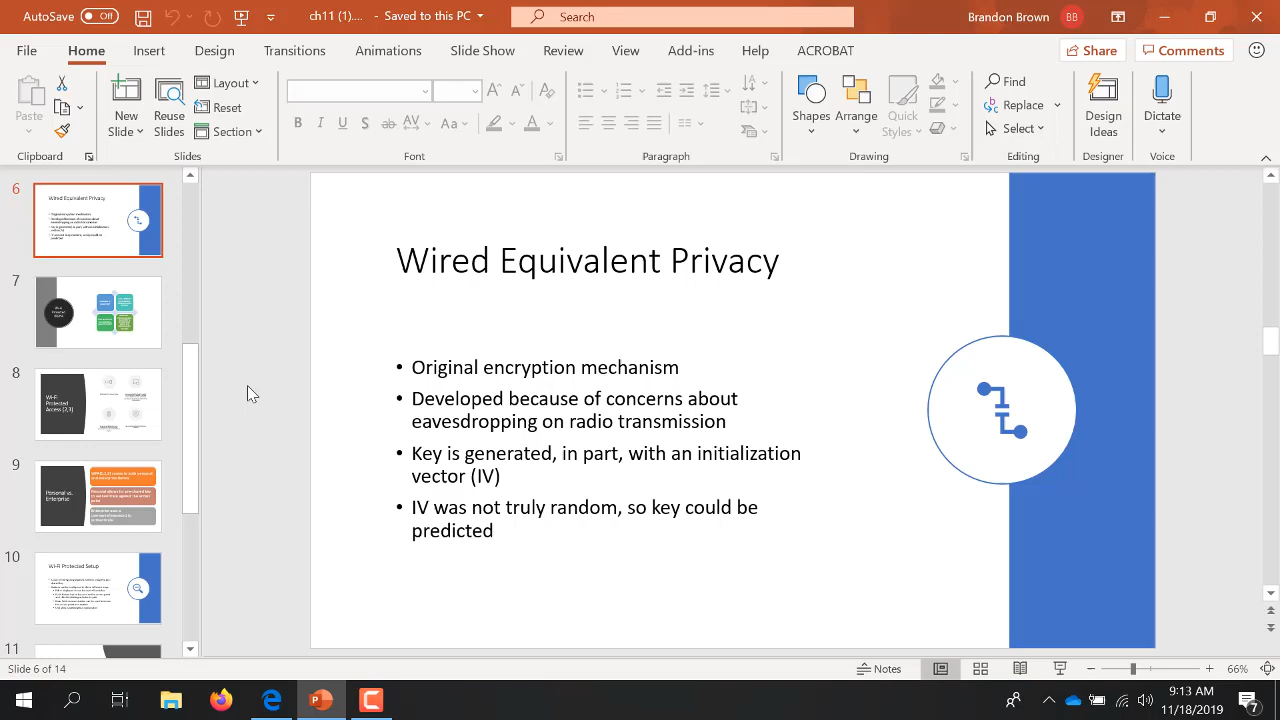 AutoSave Off
ch11 (1).... - Saved to this PC
Search
Brandon Brown
BB
File Home Insert Design Transitions Animations Slide Show Review View Add-ins Help ACROBAT
Share
Comments
Paste
Clipboard
New Slide
Reuse Slides
Layout
Reset
Section
Slides
B I U S ab AV Aa A
Font
Paragraph
Shapes
Arrange
Quick Styles
Drawing
Find
Replace
Select
Editing
Design Ideas
Designer
Dictate
Voice
6
Wired Equivalent Privacy
7
8
Wi-Fi
Protected
Access (2,3)
9
Personal vs.
Enterprise
10
Wi-Fi Protected Setup
11
Wired Equivalent Privacy
• Original encryption mechanism
• Developed because of concerns about
eavesdropping on radio transmission
• Key is generated, in part, with an initialization
vector (IV)
• IV was not truly random, so key could be
predicted
Slide 6 of 14
Notes
66%
9:13 AM
11/18/2019
7